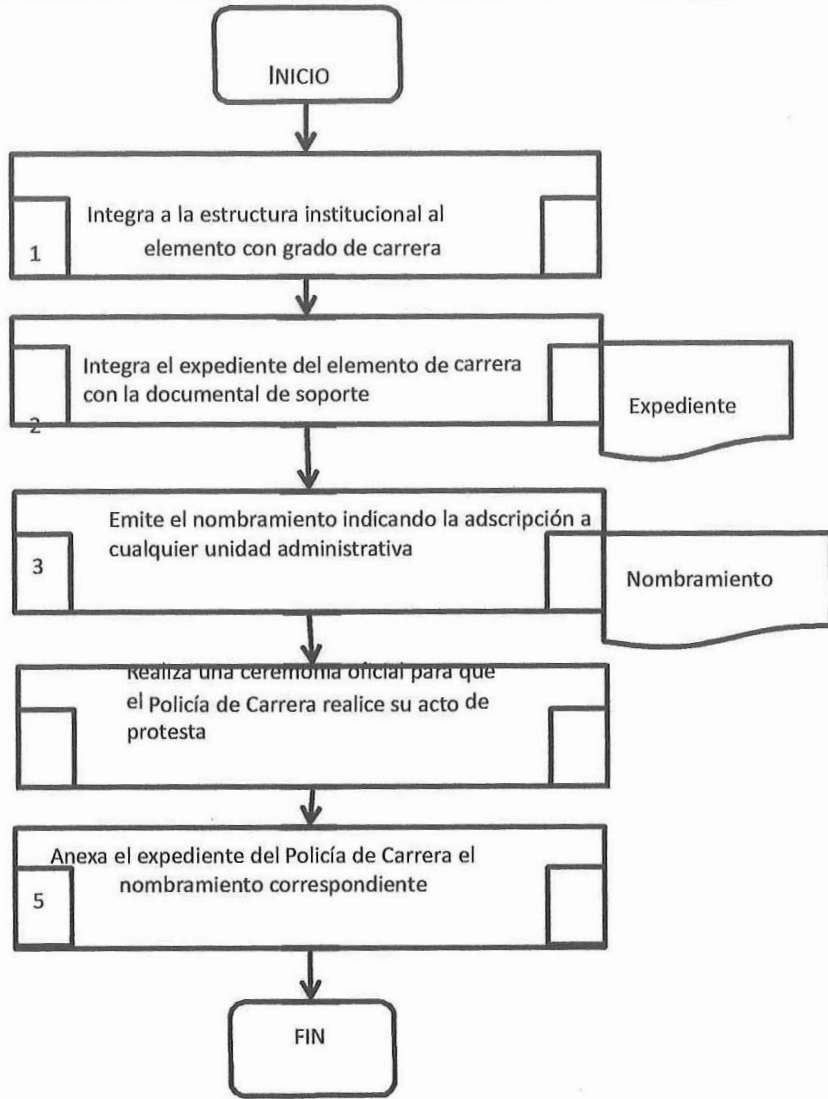 INICIO
Integra a la estructura institucional al
elemento con grado de carrera
1
Integra el expediente del elemento de carrera
con la documental de soporte
2
Expediente
Emite el nombramiento indicando la adscripción a
cualquier unidad administrativa
3
Nombramiento
Realiza una ceremonia oficial para que
el Policía de Carrera realice su acto de
protesta
Anexa el expediente del Policía de Carrera el
nombramiento correspondiente
5
FIN